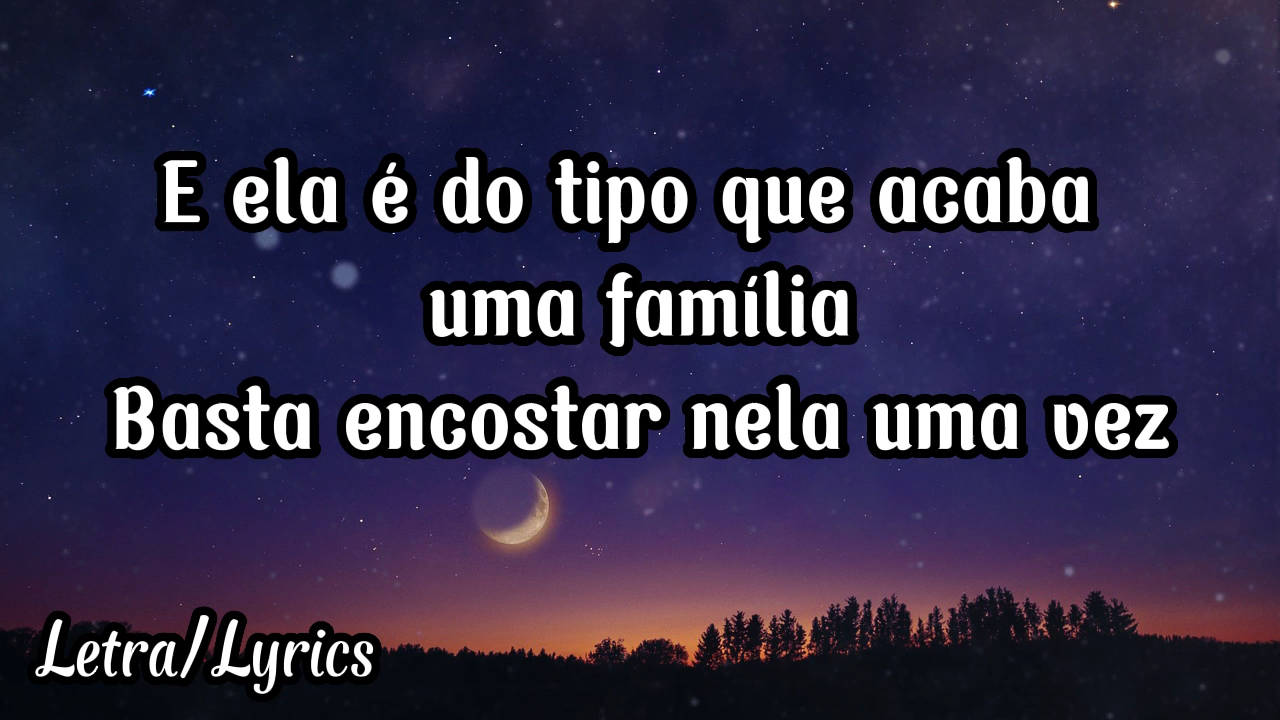 E ela é do tipo que acaba
uma família
Basta encostar nela uma vez
Letra/Lyrics